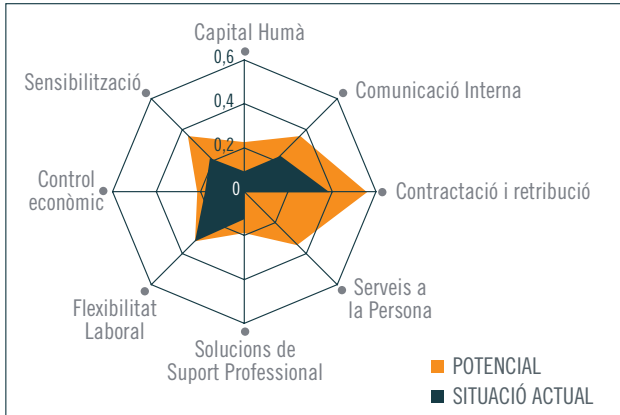 Capital Humà
0,6
Sensibilització
Comunicació Interna
0,4
0,2
Control
econòmic
0
Contractació i retribució
Serveis a
la Persona
Flexibilitat
Laboral
Solucions de
Suport Professional
POTENCIAL
SITUACIÓ ACTUAL